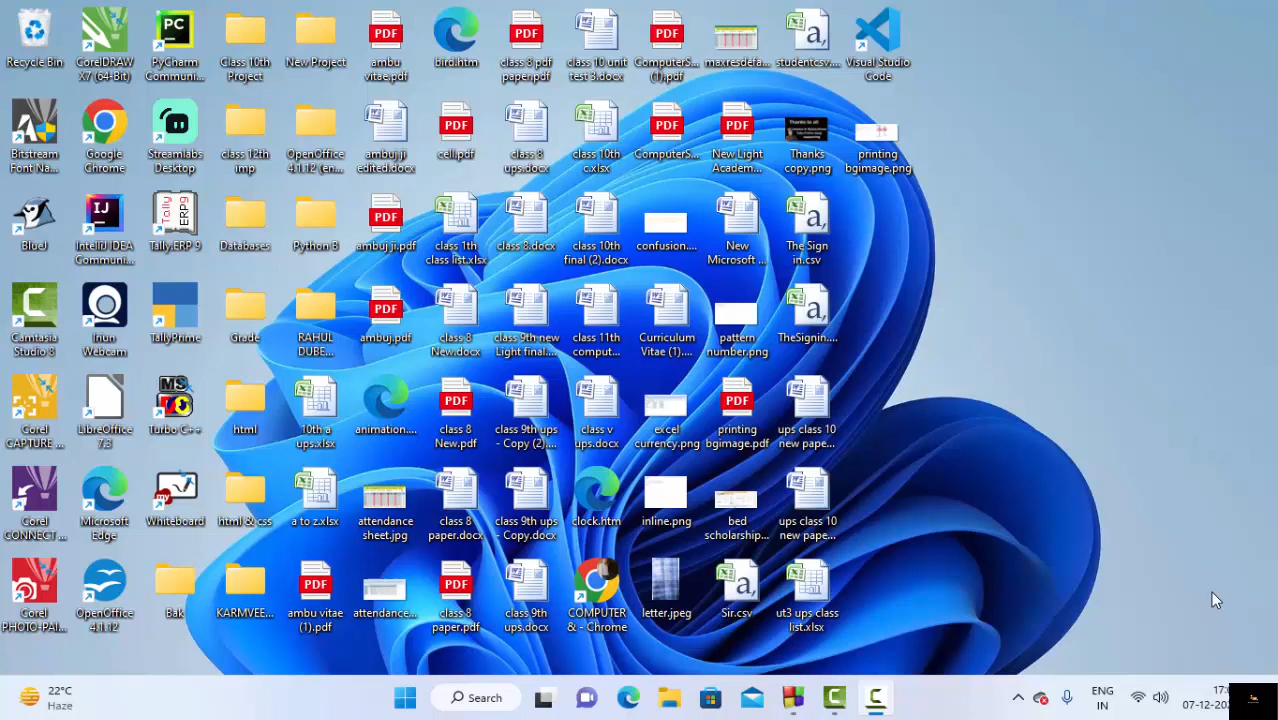 Recycle Bin
CorelDRAW
X7 (64-Bit)
PyCharm
Communi...
Class 10th
Project
New Project
ambu
vitae.pdf
bird.htm
class 8 pdf
paper.pdf
class 10 unit
test 3.docx
ComputerS...
(1).pdf
maxresdefa...
studentcsv....
Visual Studio
Code
Bitstream
Font Na...
Google
Chrome
Streamlabs
Desktop
class 12th
imp
OpenOffice
4.1.12 (en...
ambuj ji
edited.docx
cell.pdf
class 8
ups.docx
class 10th
c.xlsx
ComputerS...
New Light
Academ...
Thanks
copy.png
printing
bgimage.png
BlueJ
IntelliJ IDEA
Communi...
Tally.ERP 9
Databases
Python 3
ambuj ji.pdf
class 1th
class list.xlsx
class 8.docx
class 10th
final (2).docx
confusion....
New
Microsoft ...
The Sign
in.csv
Camtasia
Studio 8
Iriun
Webcam
TallyPrime
Grade
RAHUL
DUBE...
ambuj.pdf
class 8
New.docx
class 9th new
Light final....
class 11th
comput...
Curriculum
Vitae (1)....
pattern
number.png
TheSignin....
Corel
CAPTURE ...
LibreOffice
7.3
Turbo C++
html
10th a
ups.xlsx
animation....
class 8
New.pdf
class 9th ups
- Copy (2)....
class v
ups.docx
excel
currency.png
printing
bgimage.pdf
ups class 10
new pape...
Corel
CONNECT ...
Microsoft
Edge
Whiteboard
html & css
a to z.xlsx
attendance
sheet.jpg
class 8
paper.docx
class 9th ups
- Copy.docx
clock.htm
inline.png
bed
scholarship...
ups class 10
new pape...
Corel
PHOTO-PAI...
OpenOffice
4.1.12
Bak
KARMVEE...
ambu vitae
(1).pdf
attendance...
class 8
paper.pdf
class 9th
ups.docx
COMPUTER
& - Chrome
letter.jpeg
Sir.csv
ut3 ups class
list.xlsx
22°C
Haze
Search
ENG
IN
17:0
07-12-202